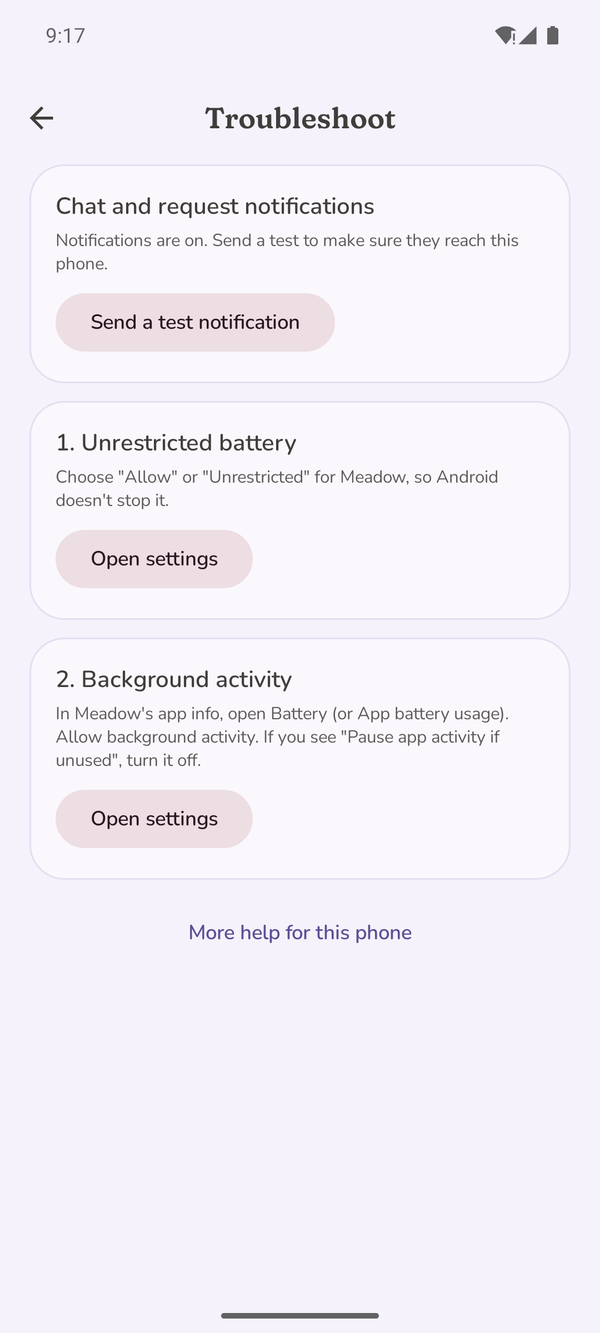 9:17
Troubleshoot
Chat and request notifications
Notifications are on. Send a test to make sure they reach this
phone.
Send a test notification
1. Unrestricted battery
Choose "Allow" or "Unrestricted" for Meadow, so Android
doesn't stop it.
Open settings
2. Background activity
In Meadow's app info, open Battery (or App battery usage).
Allow background activity. If you see "Pause app activity if
unused", turn it off.
Open settings
More help for this phone